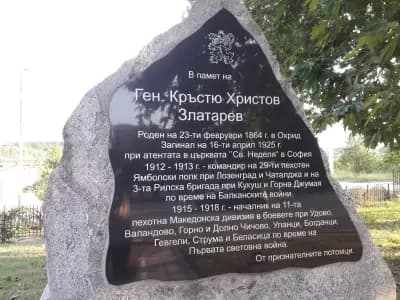 В памет на
Ген. Кръстю Христов
Златарев
Роден на 23-ти февруари 1864 г. в Охрид
Загинал на 16-ти април 1925 г.
при атентата в църквата "Св. Неделя" в София
1912 - 1913 г. - командир на 29-ти пехотен
Ямболски полк при Лозенград и Чаталджа и на
3-та Рилска бригада при Кукуш и Горна Джумая
по време на Балканските войни.
1915 - 1918 г. - началник на 11-та
пехотна Македонска дивизия в боевете при Удово,
Валандово, Горно и Долно Чичово, Уланци, Богданци,
Гевгели, Струма и Беласица по време на
Първата световна война.
От признателните потомци.